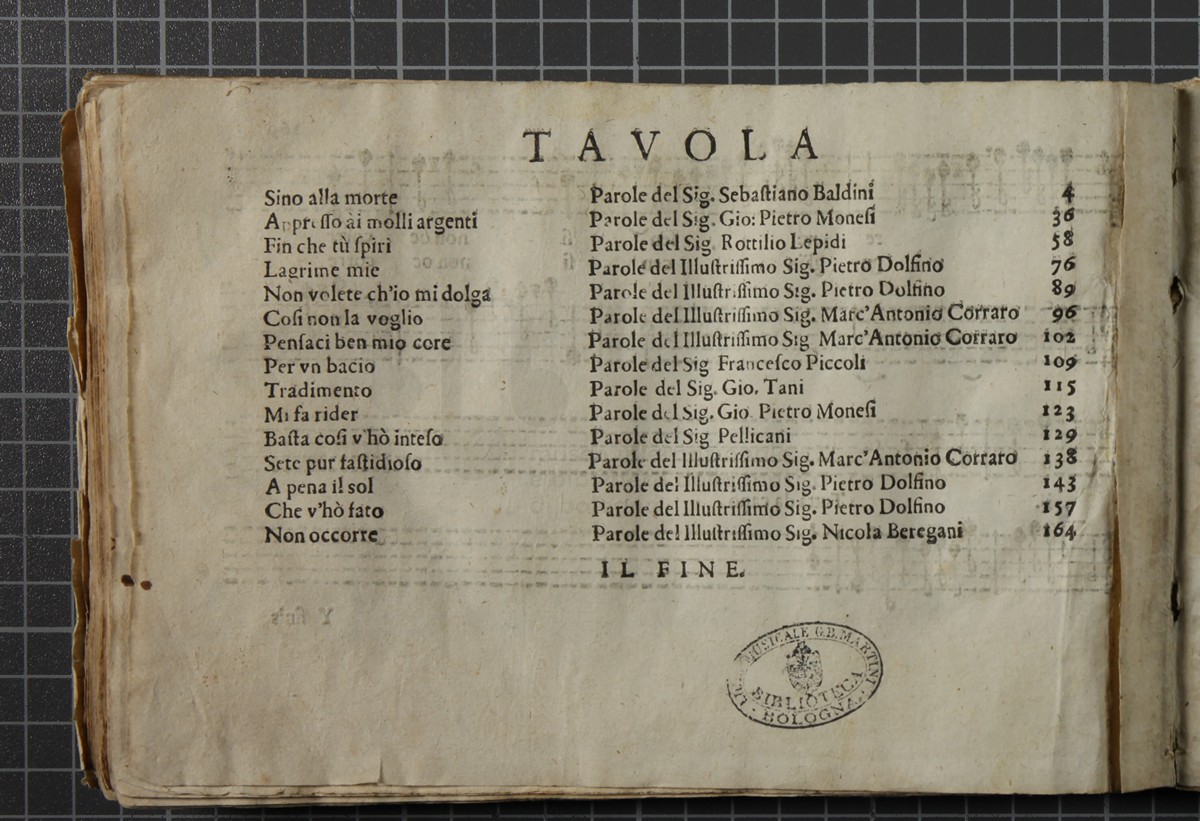 TAVOLA
Sino alla morte Parole del Sig. Sebaſtiano Baldini 4
Appreſſo ai molli argenti Parole del Sig. Gio: Pietro Moneſi 36
Fin che tù ſpiri Parole del Sig Rottilio Lepidi 58
Lagrime mie Parole del Illuſtriſſimo Sig. Pietro Dolfino 76
Non volete ch'io mi dolga Parole del Illuſtriſſimo Sig. Pietro Dolfino 89
Coſi non la voglio Parole del Illuſtriſſimo Sig. Marc'Antonio Corraro 96
Penſaci ben mio core Parole del Illuſtriſſimo Sig Marc'Antonio Corraro 102
Per vn bacio Parole del Sig Franceſco Piccoli 109
Tradimento Parole del Sig. Gio. Tani 115
Mi fa rider Parole del Sig. Gio Pietro Moneſi 123
Baſta coſi v'hò inteſo Parole del Sig Pellicani 129
Sete pur faſtidioſo Parole del Illuſtriſſimo Sig. Marc'Antonio Corraro 138
A pena il sol Parole del Illuſtriſſimo Sig. Pietro Dolfino 143
Che v'hò fato Parole del Illuſtriſſimo Sig. Pietro Dolfino 157
Non occorre Parole del Illuſtriſſimo Sig. Nicola Beregani 164
IL FINE.
MUSICALE G.B. MARTINI
BIBLIOTECA
BOLOGNA